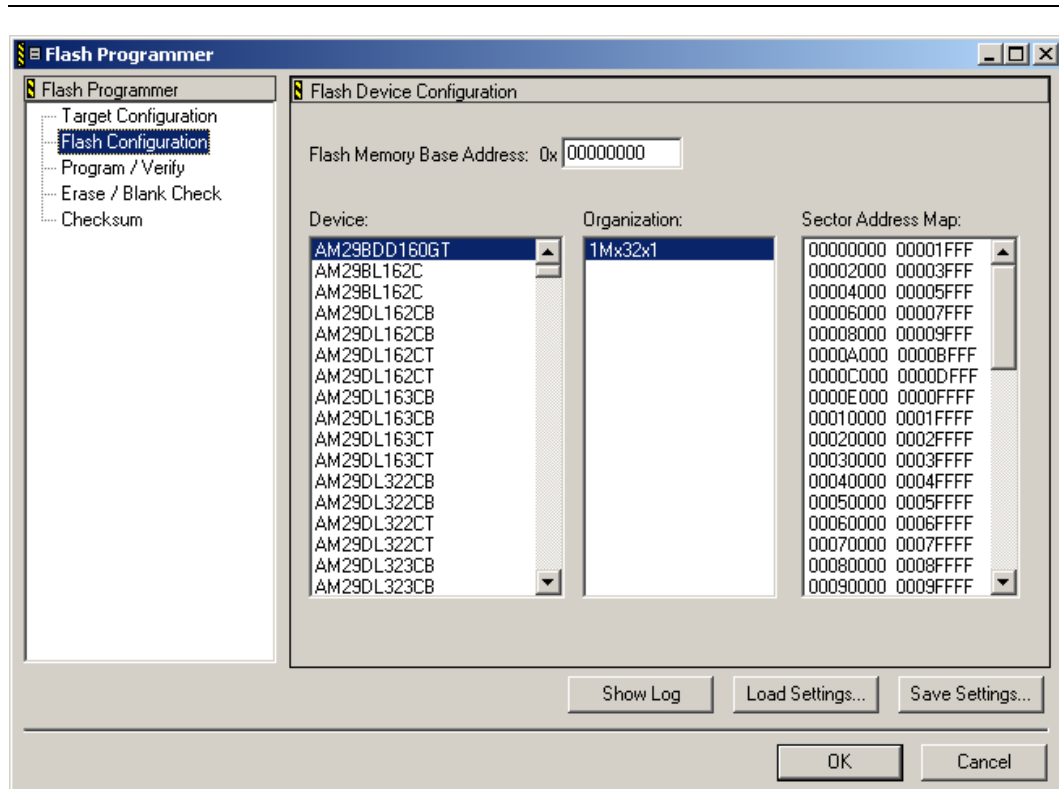 Flash Programmer
Flash Programmer
Target Configuration
Flash Configuration
Program / Verify
Erase / Blank Check
Checksum
Flash Device Configuration
Flash Memory Base Address: 0x 00000000
Device:
AM29BDD160GT
AM29BL162C
AM29BL162C
AM29DL162CB
AM29DL162CB
AM29DL162CT
AM29DL162CT
AM29DL163CB
AM29DL163CB
AM29DL163CT
AM29DL163CT
AM29DL322CB
AM29DL322CB
AM29DL322CT
AM29DL322CT
AM29DL323CB
AM29DL323CB
Organization:
1Mx32x1
Sector Address Map:
00000000 00001FFF
00002000 00003FFF
00004000 00005FFF
00006000 00007FFF
00008000 00009FFF
0000A000 0000BFFF
0000C000 0000DFFF
0000E000 0000FFFF
00010000 0001FFFF
00020000 0002FFFF
00030000 0003FFFF
00040000 0004FFFF
00050000 0005FFFF
00060000 0006FFFF
00070000 0007FFFF
00080000 0008FFFF
00090000 0009FFFF
Show Log
Load Settings...
Save Settings...
OK
Cancel